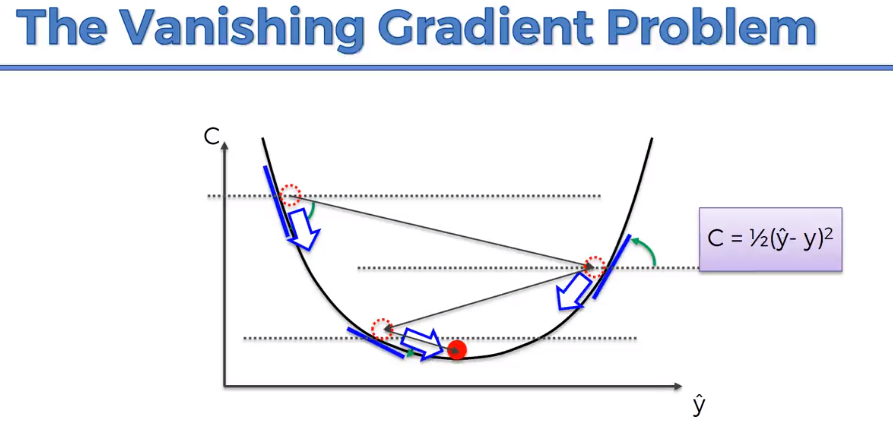 The Vanishing Gradient Problem
C
C = ½(ŷ- y)²
ŷ